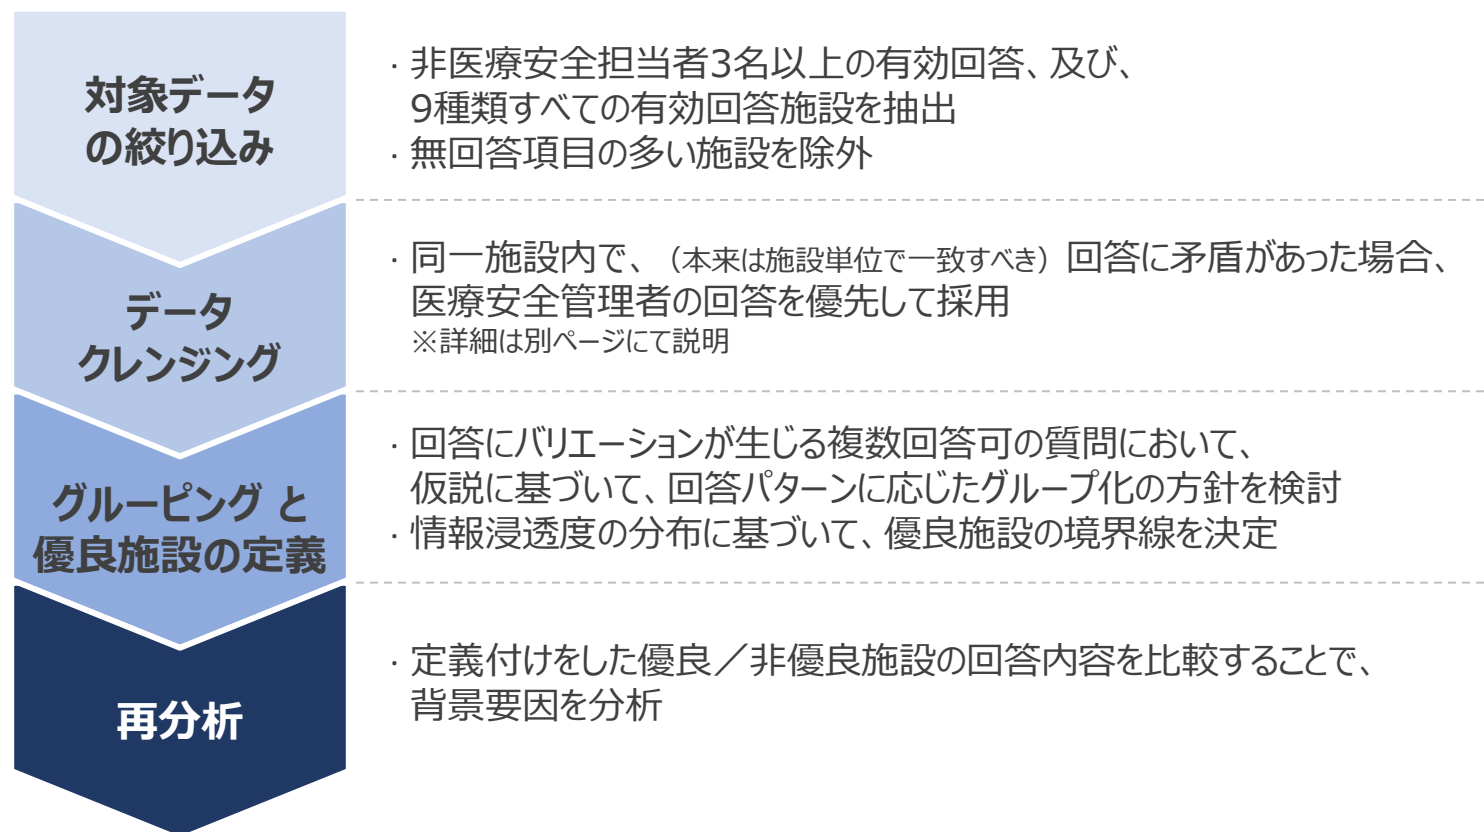 対象データ
の絞り込み
・非医療安全担当者3名以上の有効回答、及び、
9種類すべての有効回答施設を抽出
・無回答項目の多い施設を除外
データ
クレンジング
・同一施設内で、（本来は施設単位で一致すべき）回答に矛盾があった場合、
医療安全管理者の回答を優先して採用
※詳細は別ページにて説明
グルーピング と
優良施設の定義
・回答にバリエーションが生じる複数回答可の質問において、
仮説に基づいて、回答パターンに応じたグループ化の方針を検討
・情報浸透度の分布に基づいて、優良施設の境界線を決定
再分析
・定義付けをした優良／非優良施設の回答内容を比較することで、
背景要因を分析